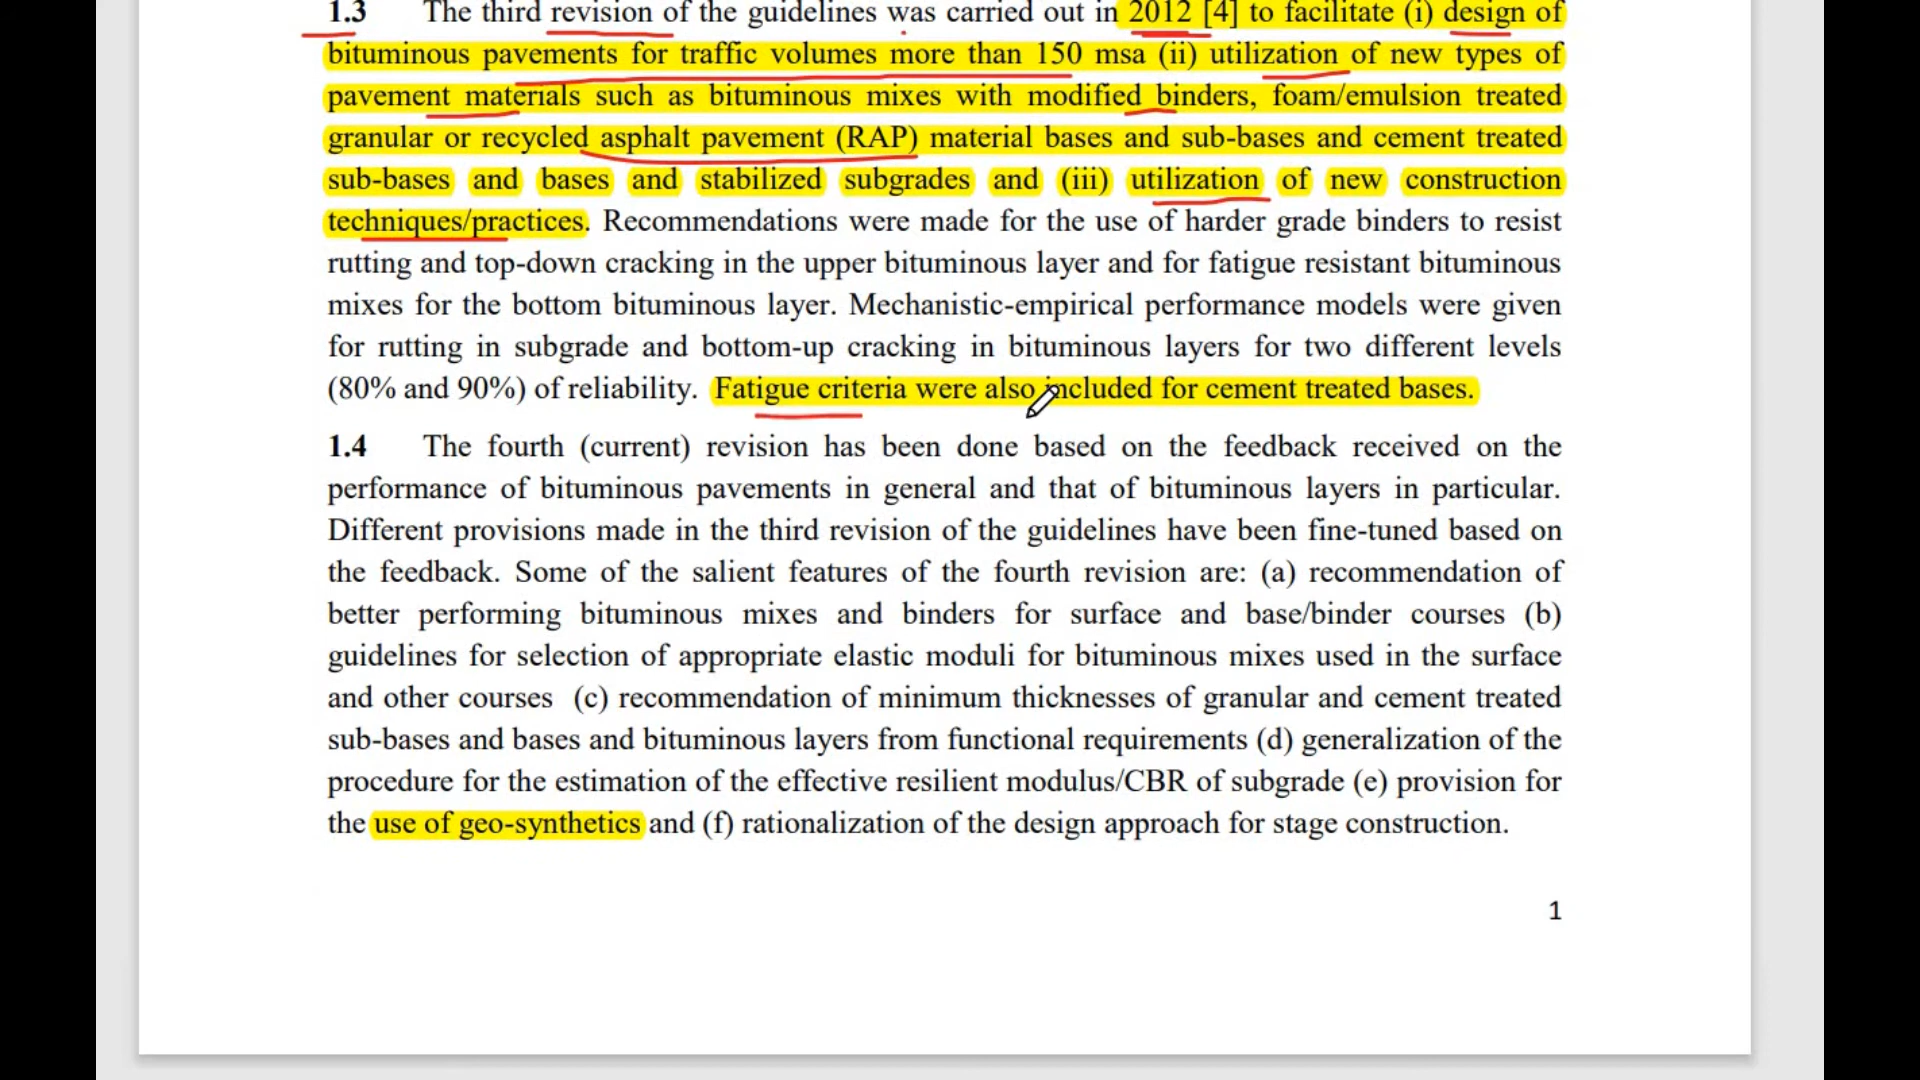 1.3 The third revision of the guidelines was carried out in 2012 [4] to facilitate (i) design of
bituminous pavements for traffic volumes more than 150 msa (ii) utilization of new types of
pavement materials such as bituminous mixes with modified binders, foam/emulsion treated
granular or recycled asphalt pavement (RAP) material bases and sub-bases and cement treated
sub-bases and bases and stabilized subgrades and (iii) utilization of new construction
techniques/practices. Recommendations were made for the use of harder grade binders to resist
rutting and top-down cracking in the upper bituminous layer and for fatigue resistant bituminous
mixes for the bottom bituminous layer. Mechanistic-empirical performance models were given
for rutting in subgrade and bottom-up cracking in bituminous layers for two different levels
(80% and 90%) of reliability. Fatigue criteria were also included for cement treated bases.
1.4 The fourth (current) revision has been done based on the feedback received on the
performance of bituminous pavements in general and that of bituminous layers in particular.
Different provisions made in the third revision of the guidelines have been fine-tuned based on
the feedback. Some of the salient features of the fourth revision are: (a) recommendation of
better performing bituminous mixes and binders for surface and base/binder courses (b)
guidelines for selection of appropriate elastic moduli for bituminous mixes used in the surface
and other courses (c) recommendation of minimum thicknesses of granular and cement treated
sub-bases and bases and bituminous layers from functional requirements (d) generalization of the
procedure for the estimation of the effective resilient modulus/CBR of subgrade (e) provision for
the use of geo-synthetics and (f) rationalization of the design approach for stage construction.
1